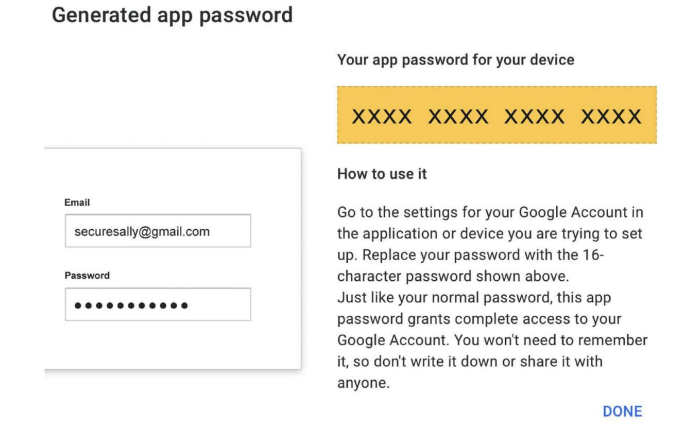 Generated app password
Your app password for your device
XXXX XXXX XXXX XXXX
How to use it
Go to the settings for your Google Account in
the application or device you are trying to set
up. Replace your password with the 16-
character password shown above.
Just like your normal password, this app
password grants complete access to your
Google Account. You won't need to remember
it, so don't write it down or share it with
anyone.
DONE
Email
securesally@gmail.com
Password
●●●●●●●●●●●